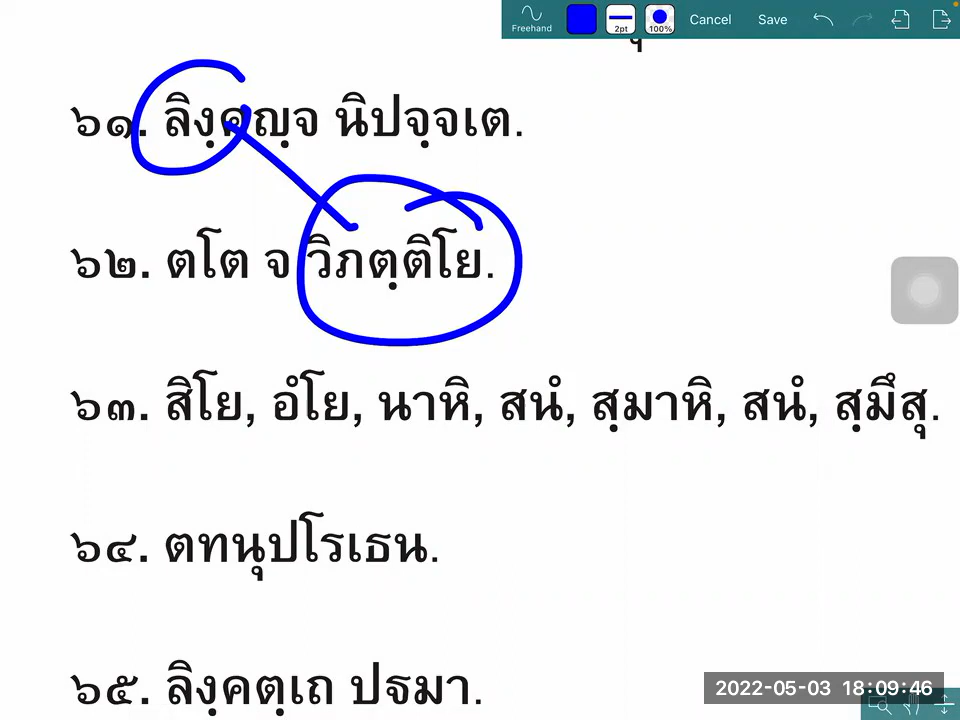 Freehand 2pt 100% Cancel Save
๖๑. ลิงฺคญฺจ นิปจฺจเต.
๖๒. ตโต จ วิภตฺติโย.
๖๓. สิโย, อํโย, นาหิ, สนํ, สฺมาหิ, สนํ, สฺมึสุ.
๖๔. ตทนุปโรเธน.
๖๕. ลิงฺคตฺเถ ปฐมา.
2022-05-03 18:09:46